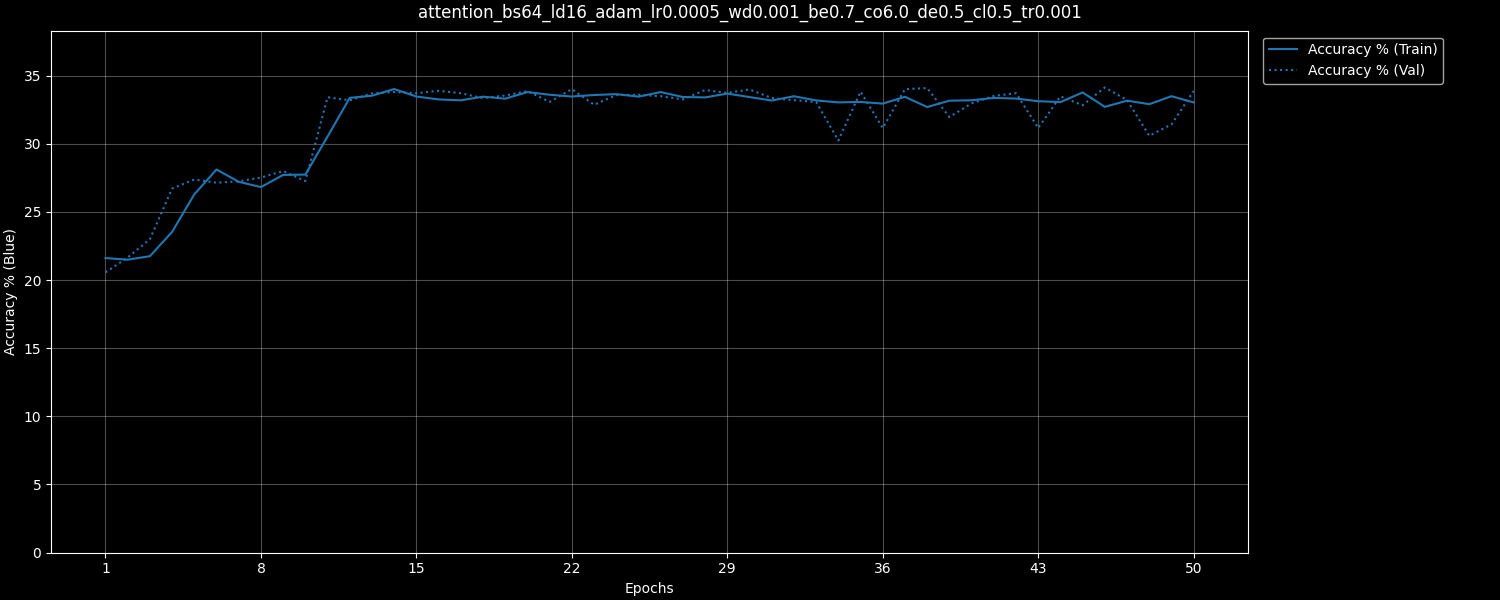 attention_bs64_ld16_adam_lr0.0005_wd0.001_be0.7_co6.0_de0.5_cl0.5_tr0.001
Accuracy % (Train)
Accuracy % (Val)
Accuracy % (Blue)
35
30
25
20
15
10
5
0
1 8 15 22 29 36 43 50
Epochs